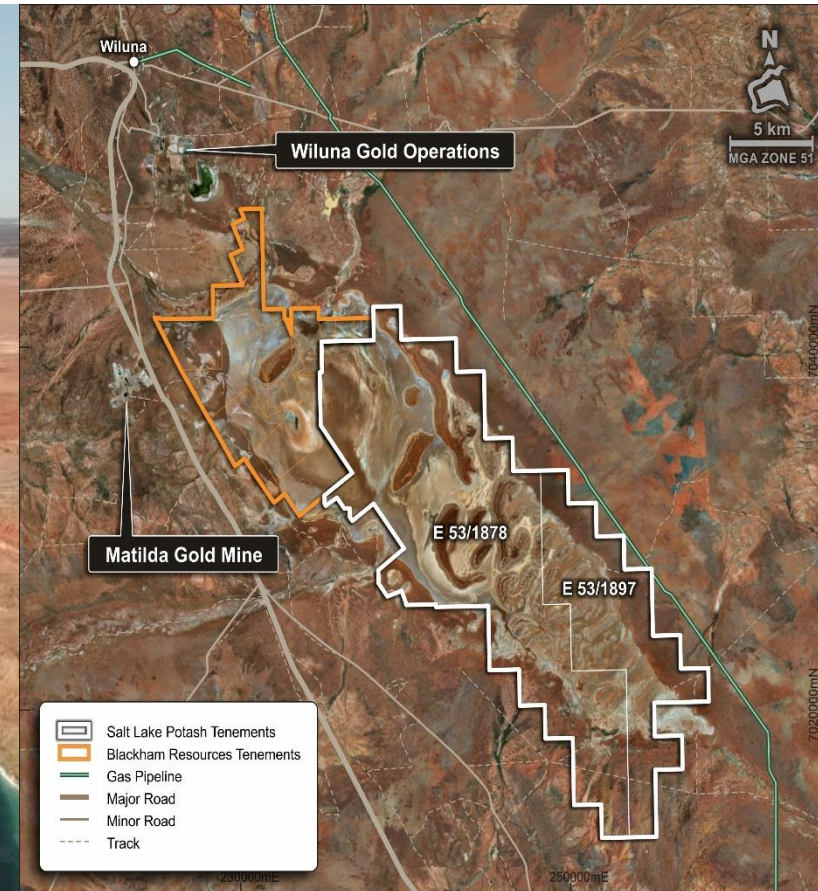 Wiluna
N
5 km
MGA ZONE 51
Wiluna Gold Operations
7040000mN
E 53/1878
Matilda Gold Mine
E 53/1897
7020000mN
Salt Lake Potash Tenements
Blackham Resources Tenements
Gas Pipeline
Major Road
Minor Road
Track
230000mE
250000mE